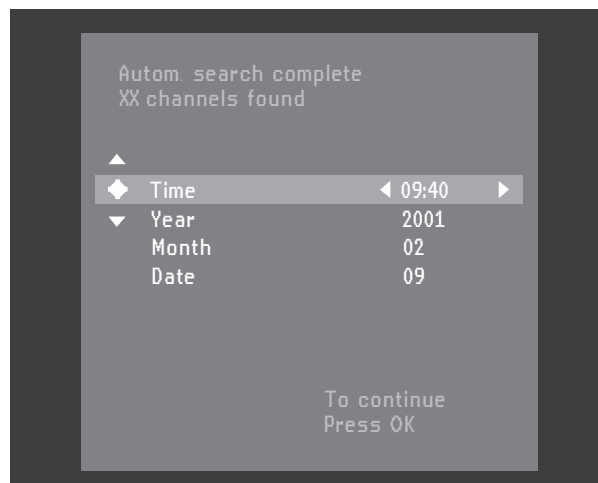 Autom. search complete
XX channels found
Time 09:40
Year 2001
Month 02
Date 09
To continue
Press OK